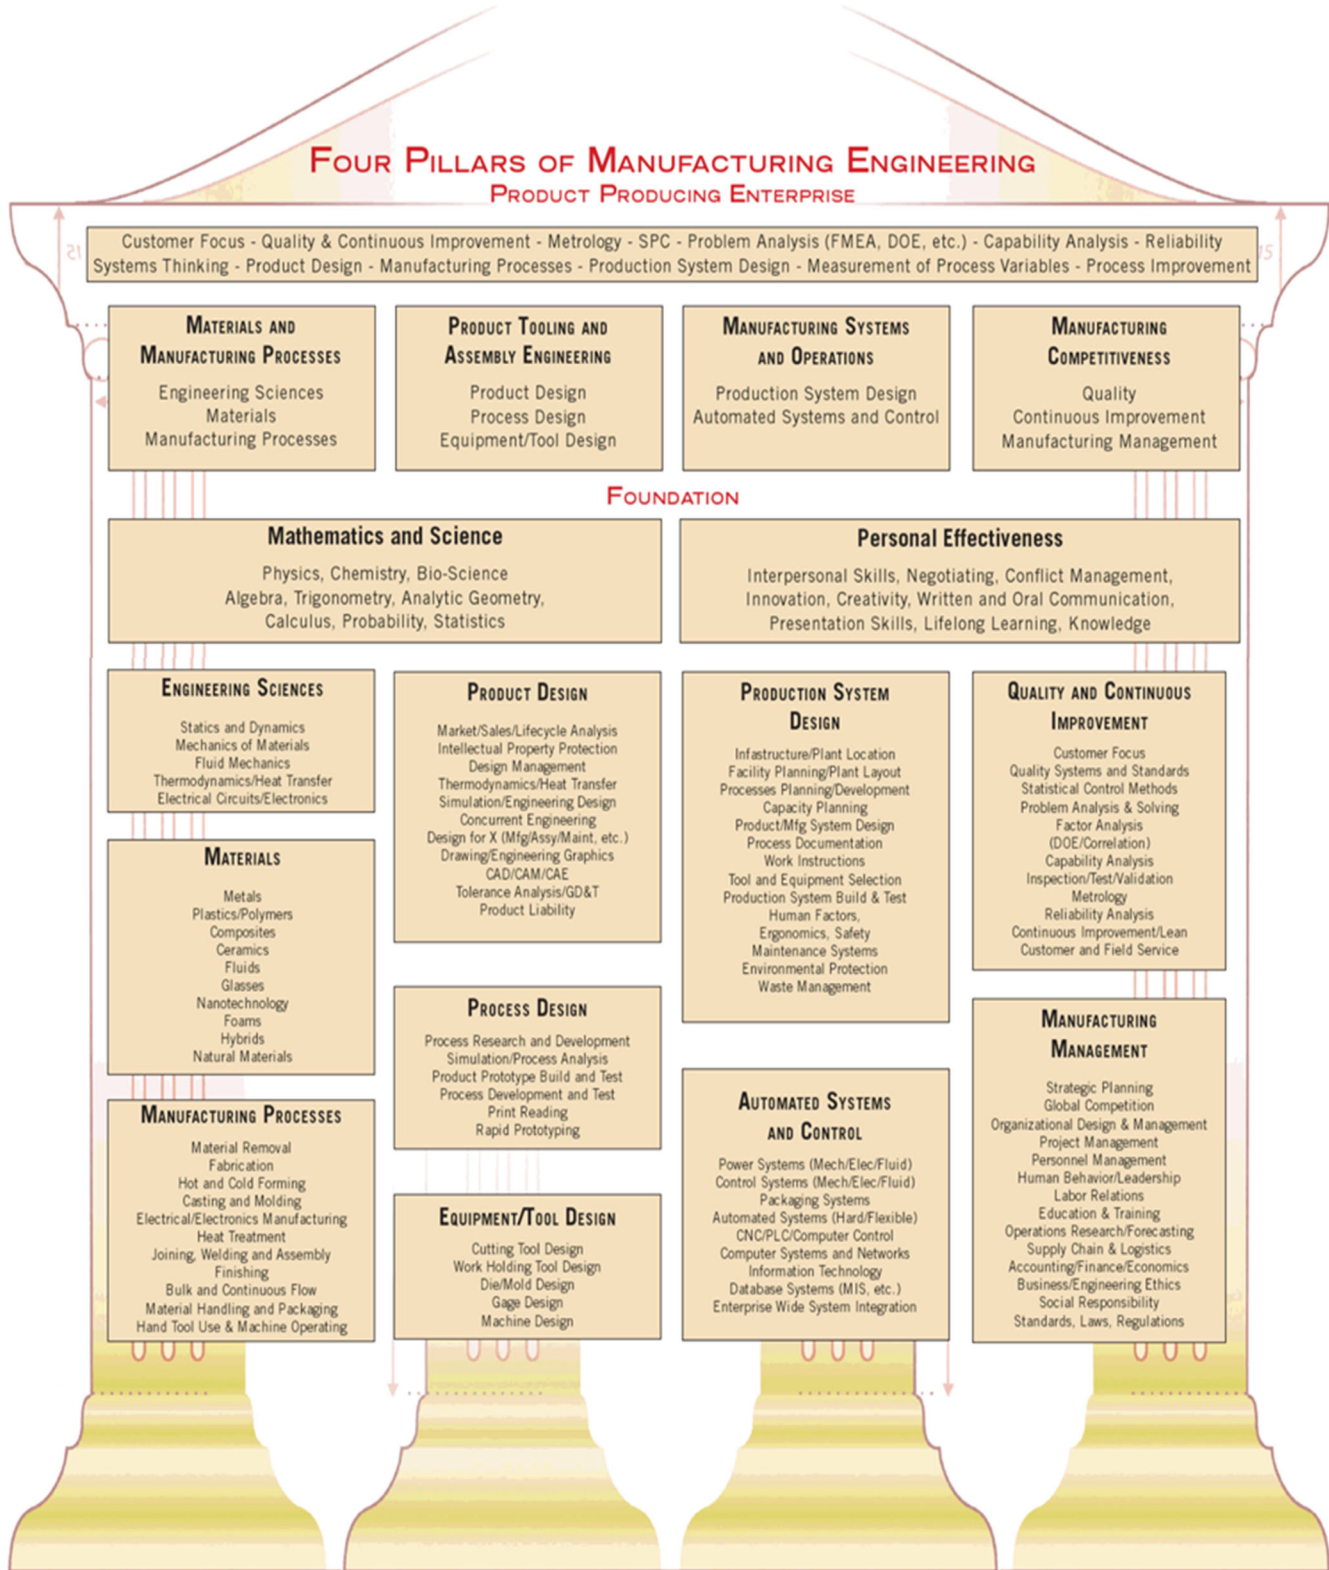 FOUR PILLARS OF MANUFACTURING ENGINEERING
PRODUCT PRODUCING ENTERPRISE
Customer Focus - Quality & Continuous Improvement - Metrology - SPC - Problem Analysis (FMEA, DOE, etc.) - Capability Analysis - Reliability
Systems Thinking - Product Design - Manufacturing Processes - Production System Design - Measurement of Process Variables - Process Improvement
21
15
MATERIALS AND
MANUFACTURING PROCESSES
Engineering Sciences
Materials
Manufacturing Processes
PRODUCT TOOLING AND
ASSEMBLY ENGINEERING
Product Design
Process Design
Equipment/Tool Design
MANUFACTURING SYSTEMS
AND OPERATIONS
Production System Design
Automated Systems and Control
MANUFACTURING
COMPETITIVENESS
Quality
Continuous Improvement
Manufacturing Management
FOUNDATION
Mathematics and Science
Physics, Chemistry, Bio-Science
Algebra, Trigonometry, Analytic Geometry,
Calculus, Probability, Statistics
Personal Effectiveness
Interpersonal Skills, Negotiating, Conflict Management,
Innovation, Creativity, Written and Oral Communication,
Presentation Skills, Lifelong Learning, Knowledge
ENGINEERING SCIENCES
Statics and Dynamics
Mechanics of Materials
Fluid Mechanics
Thermodynamics/Heat Transfer
Electrical Circuits/Electronics
MATERIALS
Metals
Plastics/Polymers
Composites
Ceramics
Fluids
Glasses
Nanotechnology
Foams
Hybrids
Natural Materials
MANUFACTURING PROCESSES
Material Removal
Fabrication
Hot and Cold Forming
Casting and Molding
Electrical/Electronics Manufacturing
Heat Treatment
Joining, Welding and Assembly
Finishing
Bulk and Continuous Flow
Material Handling and Packaging
Hand Tool Use & Machine Operating
PRODUCT DESIGN
Market/Sales/Lifecycle Analysis
Intellectual Property Protection
Design Management
Thermodynamics/Heat Transfer
Simulation/Engineering Design
Concurrent Engineering
Design for X (Mfg/Assy/Maint, etc.)
Drawing/Engineering Graphics
CAD/CAM/CAE
Tolerance Analysis/GD&T
Product Liability
PROCESS DESIGN
Process Research and Development
Simulation/Process Analysis
Product Prototype Build and Test
Process Development and Test
Print Reading
Rapid Prototyping
EQUIPMENT/TOOL DESIGN
Cutting Tool Design
Work Holding Tool Design
Die/Mold Design
Gage Design
Machine Design
PRODUCTION SYSTEM
DESIGN
Infastructure/Plant Location
Facility Planning/Plant Layout
Processes Planning/Development
Capacity Planning
Product/Mfg System Design
Process Documentation
Work Instructions
Tool and Equipment Selection
Production System Build & Test
Human Factors,
Ergonomics, Safety
Maintenance Systems
Environmental Protection
Waste Management
AUTOMATED SYSTEMS
AND CONTROL
Power Systems (Mech/Elec/Fluid)
Control Systems (Mech/Elec/Fluid)
Packaging Systems
Automated Systems (Hard/Flexible)
CNC/PLC/Computer Control
Computer Systems and Networks
Information Technology
Database Systems (MIS, etc.)
Enterprise Wide System Integration
QUALITY AND CONTINUOUS
IMPROVEMENT
Customer Focus
Quality Systems and Standards
Statistical Control Methods
Problem Analysis & Solving
Factor Analysis
(DOE/Correlation)
Capability Analysis
Inspection/Test/Validation
Metrology
Reliability Analysis
Continuous Improvement/Lean
Customer and Field Service
MANUFACTURING
MANAGEMENT
Strategic Planning
Global Competition
Organizational Design & Management
Project Management
Personnel Management
Human Behavior/Leadership
Labor Relations
Education & Training
Operations Research/Forecasting
Supply Chain & Logistics
Accounting/Finance/Economics
Business/Engineering Ethics
Social Responsibility
Standards, Laws, Regulations